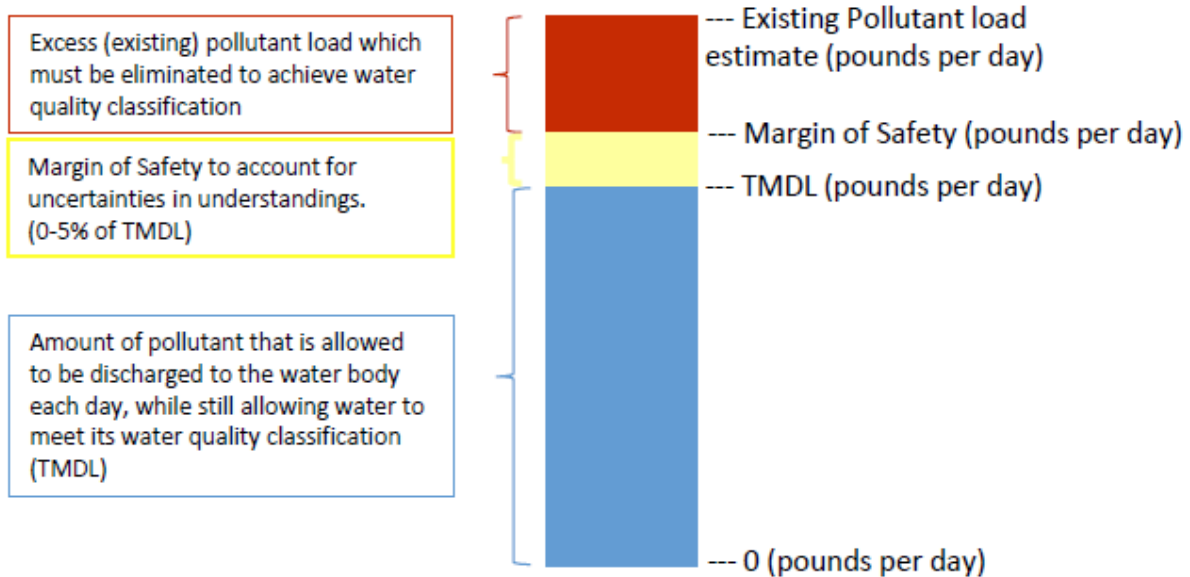 Excess (existing) pollutant load which
must be eliminated to achieve water
quality classification
Margin of Safety to account for
uncertainties in understandings.
(0-5% of TMDL)
Amount of pollutant that is allowed
to be discharged to the water body
each day, while still allowing water to
meet its water quality classification
(TMDL)
--- Existing Pollutant load
estimate (pounds per day)
--- Margin of Safety (pounds per day)
--- TMDL (pounds per day)
--- 0 (pounds per day)